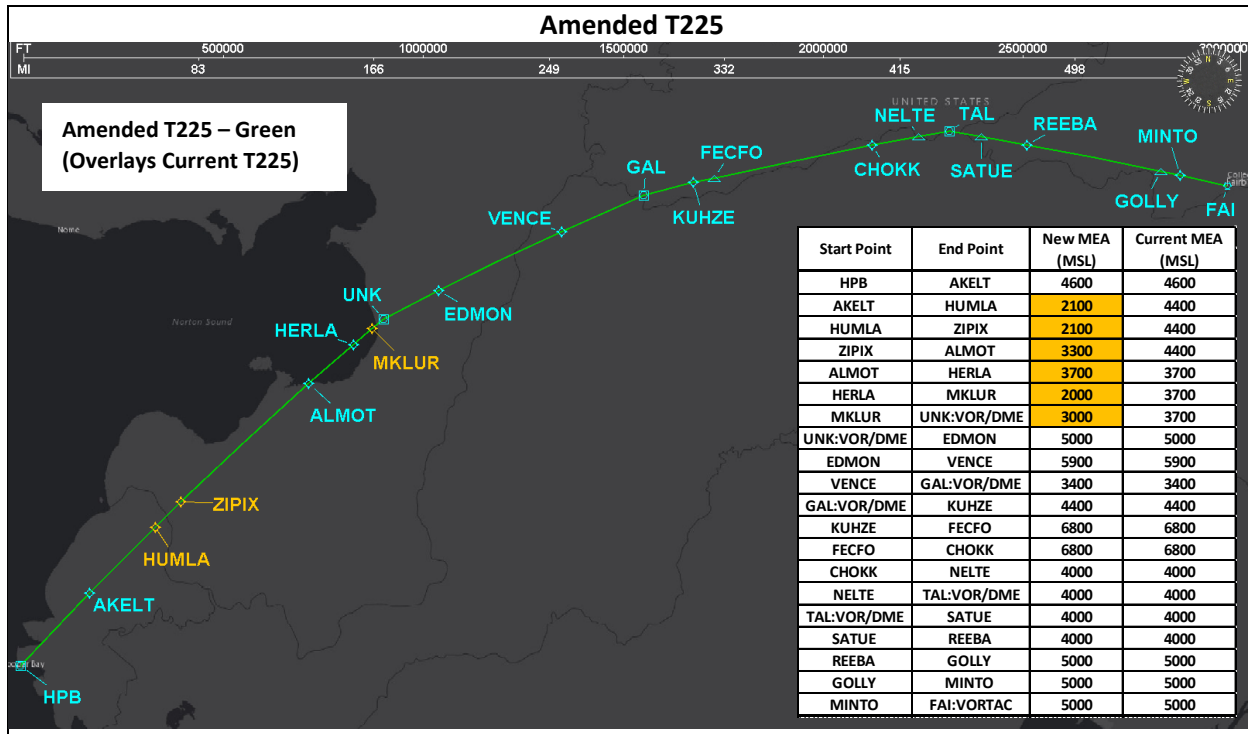 Amended T225
FT 500000 1000000 1500000 2000000 2500000 3000000
MI 83 166 249 332 415 498
Amended T225 – Green
(Overlays Current T225)
UNITED STATES
NELTE
TAL
REEBA
MINTO
FECFO
GAL
CHOKK
SATUE
GOLLY
FAI
KUHZE
VENCE
Nome
UNK
EDMON
Norton Sound
HERLA
MKLUR
ALMOT
ZIPIX
HUMLA
AKELT
HPB
Start Point End Point New MEA (MSL) Current MEA (MSL)
HPB AKELT 4600 4600
AKELT HUMLA 2100 4400
HUMLA ZIPIX 2100 4400
ZIPIX ALMOT 3300 4400
ALMOT HERLA 3700 3700
HERLA MKLUR 2000 3700
MKLUR UNK:VOR/DME 3000 3700
UNK:VOR/DME EDMON 5000 5000
EDMON VENCE 5900 5900
VENCE GAL:VOR/DME 3400 3400
GAL:VOR/DME KUHZE 4400 4400
KUHZE FECFO 6800 6800
FECFO CHOKK 6800 6800
CHOKK NELTE 4000 4000
NELTE TAL:VOR/DME 4000 4000
TAL:VOR/DME SATUE 4000 4000
SATUE REEBA 4000 4000
REEBA GOLLY 5000 5000
GOLLY MINTO 5000 5000
MINTO FAI:VORTAC 5000 5000